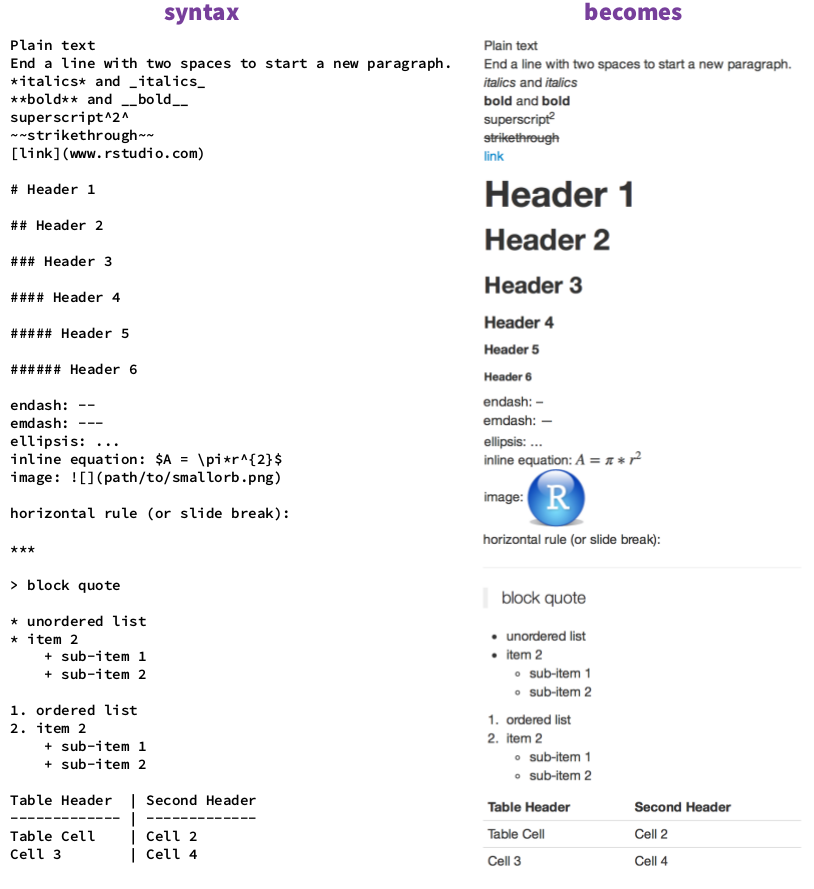 syntax
Plain text
End a line with two spaces to start a new paragraph.
*italics* and _italics_
**bold** and __bold__
superscript^2^
~~strikethrough~~
[link](www.rstudio.com)
# Header 1
## Header 2
### Header 3
#### Header 4
##### Header 5
###### Header 6
endash: --
emdash: ---
ellipsis: ...
inline equation: $A = \pi*r^{2}$
image: ![](path/to/smallorb.png)
horizontal rule (or slide break):
***
> block quote
* unordered list
* item 2
    + sub-item 1
    + sub-item 2
1. ordered list
2. item 2
    + sub-item 1
    + sub-item 2
Table Header  | Second Header
------------- | -------------
Table Cell    | Cell 2
Cell 3        | Cell 4
becomes
Plain text
End a line with two spaces to start a new paragraph.
italics and italics
bold and bold
superscript²
strikethrough
link
Header 1
Header 2
Header 3
Header 4
Header 5
Header 6
endash: –
emdash: —
ellipsis: …
inline equation: A = π ∗ r²
image: R
horizontal rule (or slide break):
block quote
• unordered list
• item 2
◦ sub-item 1
◦ sub-item 2
1. ordered list
2. item 2
◦ sub-item 1
◦ sub-item 2
Table Header Second Header
Table Cell Cell 2
Cell 3 Cell 4